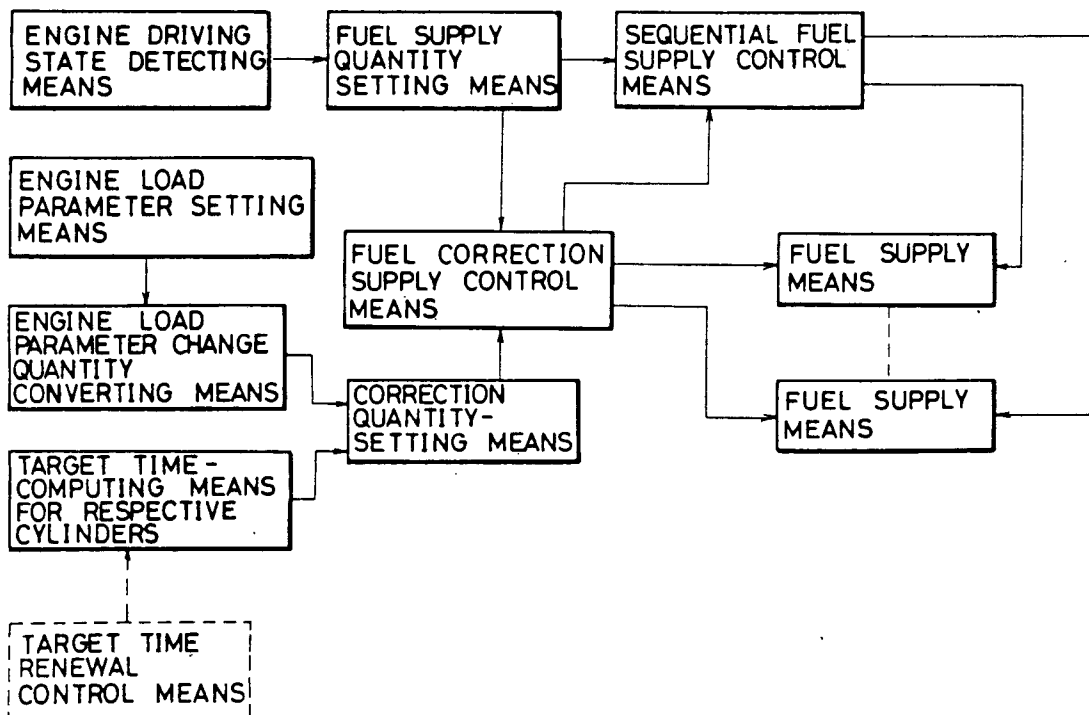 ENGINE DRIVING
STATE DETECTING
MEANS
FUEL SUPPLY
QUANTITY
SETTING MEANS
SEQUENTIAL FUEL
SUPPLY CONTROL
MEANS
ENGINE LOAD
PARAMETER SETTING
MEANS
FUEL CORRECTION
SUPPLY CONTROL
MEANS
FUEL SUPPLY
MEANS
ENGINE LOAD
PARAMETER CHANGE
QUANTITY
CONVERTING MEANS
CORRECTION
QUANTITY-
SETTING MEANS
FUEL SUPPLY
MEANS
TARGET TIME-
COMPUTING MEANS
FOR RESPECTIVE
CYLINDERS
TARGET TIME
RENEWAL
CONTROL MEANS